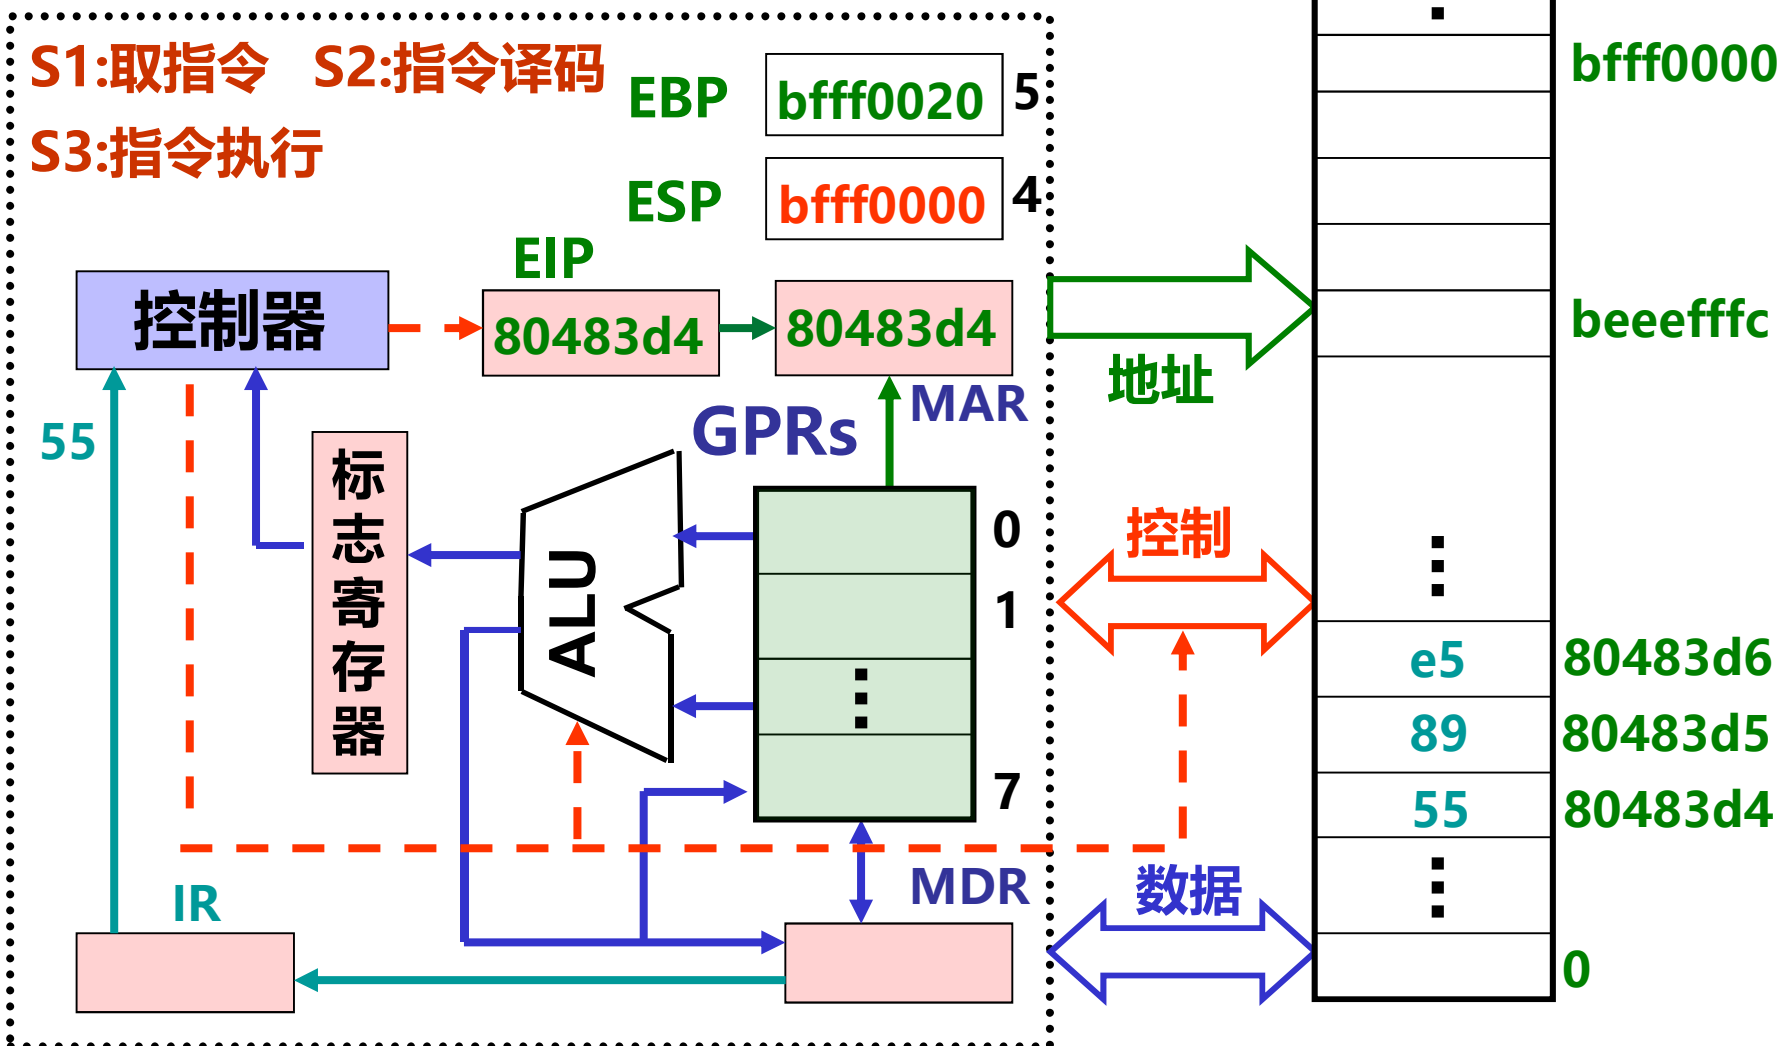 S1:取指令 S2:指令译码
S3:指令执行
EBP
bfff0020
5
ESP
bfff0000
4
EIP
控制器
80483d4
80483d4
MAR
GPRs
55
标志寄存器
ALU
0
1
7
MDR
IR
地址
控制
数据
bfff0000
beeefffc
e5
80483d6
89
80483d5
55
80483d4
0